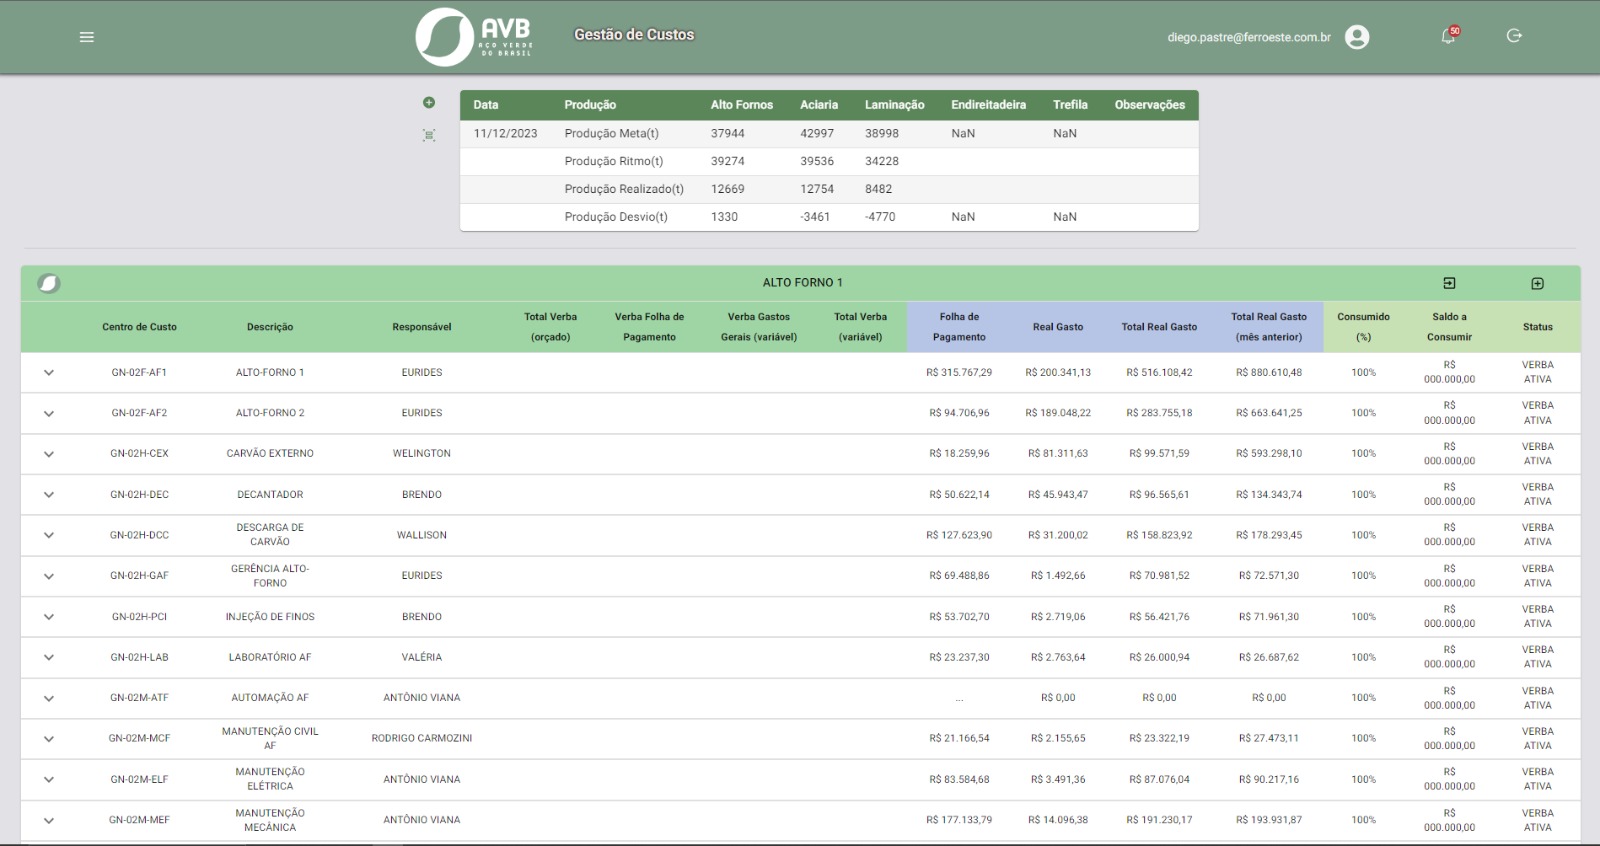 AVB
AÇO VERDE
DO BRASIL
Gestão de Custos
diego.pastre@ferroeste.com.br
50
Data Produção Alto Fornos Aciaria Laminação Endireitadeira Trefila Observações
11/12/2023 Produção Meta(t) 37944 42997 38998 NaN NaN
Produção Ritmo(t) 39274 39536 34228
Produção Realizado(t) 12669 12754 8482
Produção Desvio(t) 1330 -3461 -4770 NaN NaN
ALTO FORNO 1
Centro de Custo Descrição Responsável Total Verba (orçado) Verba Folha de Pagamento Verba Gastos Gerais (variável) Total Verba (variável) Folha de Pagamento Real Gasto Total Real Gasto Total Real Gasto (mês anterior) Consumido (%) Saldo a Consumir Status
GN-02F-AF1 ALTO-FORNO 1 EURIDES R$ 315.767,29 R$ 200.341,13 R$ 516.108,42 R$ 880.610,48 100% R$ 000.000,00 VERBA ATIVA
GN-02F-AF2 ALTO-FORNO 2 EURIDES R$ 94.706,96 R$ 189.048,22 R$ 283.755,18 R$ 663.641,25 100% R$ 000.000,00 VERBA ATIVA
GN-02H-CEX CARVÃO EXTERNO WELINGTON R$ 18.259,96 R$ 81.311,63 R$ 99.571,59 R$ 593.298,10 100% R$ 000.000,00 VERBA ATIVA
GN-02H-DEC DECANTADOR BRENDO R$ 50.622,14 R$ 45.943,47 R$ 96.565,61 R$ 134.343,74 100% R$ 000.000,00 VERBA ATIVA
GN-02H-DCC DESCARGA DE CARVÃO WALLISON R$ 127.623,90 R$ 31.200,02 R$ 158.823,92 R$ 178.293,45 100% R$ 000.000,00 VERBA ATIVA
GN-02H-GAF GERÊNCIA ALTO-FORNO EURIDES R$ 69.488,86 R$ 1.492,66 R$ 70.981,52 R$ 72.571,30 100% R$ 000.000,00 VERBA ATIVA
GN-02H-PCI INJEÇÃO DE FINOS BRENDO R$ 53.702,70 R$ 2.719,06 R$ 56.421,76 R$ 71.961,30 100% R$ 000.000,00 VERBA ATIVA
GN-02H-LAB LABORATÓRIO AF VALÉRIA R$ 23.237,30 R$ 2.763,64 R$ 26.000,94 R$ 26.687,62 100% R$ 000.000,00 VERBA ATIVA
GN-02M-ATF AUTOMAÇÃO AF ANTÔNIO VIANA ... R$ 0,00 R$ 0,00 R$ 0,00 100% R$ 000.000,00 VERBA ATIVA
GN-02M-MCF MANUTENÇÃO CIVIL AF RODRIGO CARMOZINI R$ 21.166,54 R$ 2.155,65 R$ 23.322,19 R$ 27.473,11 100% R$ 000.000,00 VERBA ATIVA
GN-02M-ELF MANUTENÇÃO ELÉTRICA ANTÔNIO VIANA R$ 83.584,68 R$ 3.491,36 R$ 87.076,04 R$ 90.217,16 100% R$ 000.000,00 VERBA ATIVA
GN-02M-MEF MANUTENÇÃO MECÂNICA ANTÔNIO VIANA R$ 177.133,79 R$ 14.096,38 R$ 191.230,17 R$ 193.931,87 100% R$ 000.000,00 VERBA ATIVA